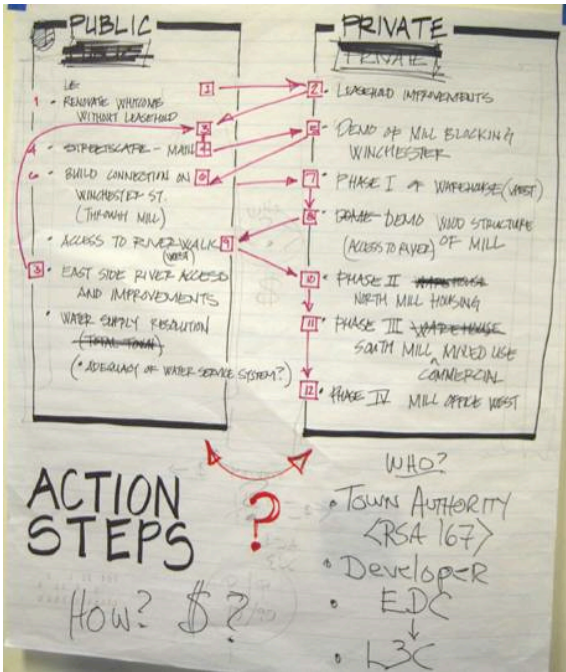 PUBLIC
1
RENOVATE WHITCOMB
WITHOUT LEASEHOLD
3
4
STREETSCAPE - MAIN
6
BUILD CONNECTION ON
WINCHESTER ST.
(THROUGH MILL)
ACCESS TO RIVER WALK 9
(WEST)
3
EAST SIDE RIVER ACCESS
AND IMPROVEMENTS
WATER SUPPLY RESOLUTION
(TOTAL TOWN)
(• ADEQUACY OF WATER SERVICE SYSTEM?)
PRIVATE
PRIVATE
2 • LEASEHOLD IMPROVEMENTS
5 • DEMO OF MILL BLOCKING
WINCHESTER
7 • PHASE I OF WAREHOUSE (WEST)
8 • DEMO WOOD STRUCTURE
(ACCESS TO RIVER) OF MILL
10 • PHASE II WAREHOUSE
NORTH MILL HOUSING
11 • PHASE III WAREHOUSE
SOUTH MILL MIXED USE
COMMERCIAL
12 • PHASE IV MILL OFFICE WEST
?
ACTION
STEPS
HOW? $?
WHO?
• TOWN AUTHORITY
<RSA 167>
• DevelopER
• EDC
• L3C